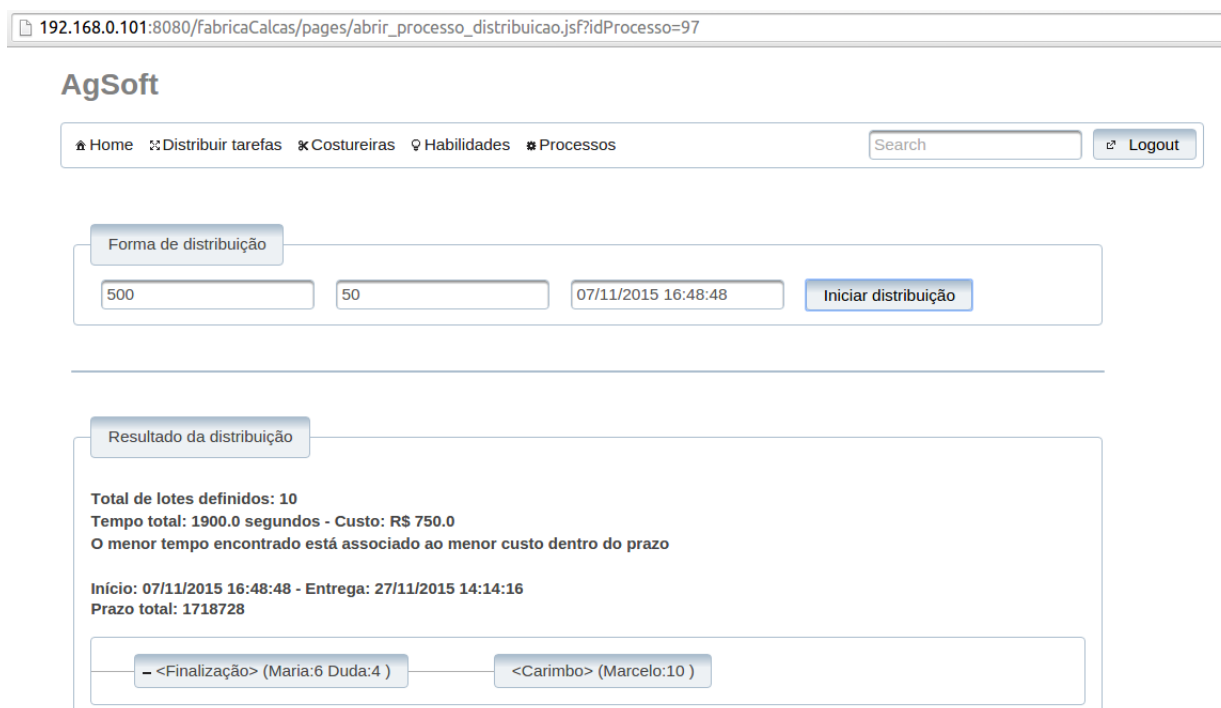 192.168.0.101:8080/fabricaCalcas/pages/abrir_processo_distribuicao.jsf?idProcesso=97
AgSoft
Home Distribuir tarefas Costureiras Habilidades Processos Search Logout
Forma de distribuição
500 50 07/11/2015 16:48:48 Iniciar distribuição
Resultado da distribuição
Total de lotes definidos: 10
Tempo total: 1900.0 segundos - Custo: R$ 750.0
O menor tempo encontrado está associado ao menor custo dentro do prazo
Início: 07/11/2015 16:48:48 - Entrega: 27/11/2015 14:14:16
Prazo total: 1718728
– <Finalização> (Maria:6 Duda:4 ) <Carimbo> (Marcelo:10 )